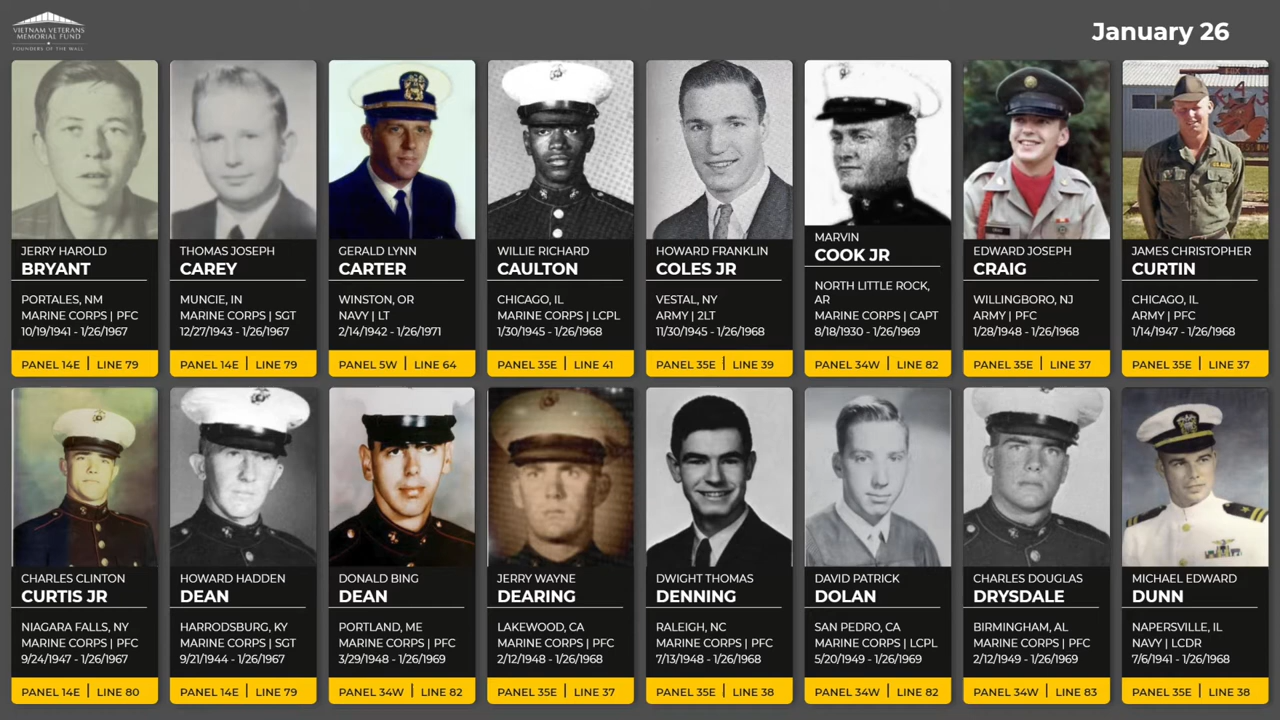 VIETNAM VETERANS
MEMORIAL FUND
FOUNDERS OF THE WALL
January 26
JERRY HAROLD
BRYANT
PORTALES, NM
MARINE CORPS | PFC
10/19/1941 - 1/26/1967
PANEL 14E | LINE 79
THOMAS JOSEPH
CAREY
MUNCIE, IN
MARINE CORPS | SGT
12/27/1943 - 1/26/1967
PANEL 14E | LINE 79
GERALD LYNN
CARTER
WINSTON, OR
NAVY | LT
2/14/1942 - 1/26/1971
PANEL 5W | LINE 64
WILLIE RICHARD
CAULTON
CHICAGO, IL
MARINE CORPS | LCPL
1/30/1945 - 1/26/1968
PANEL 35E | LINE 41
HOWARD FRANKLIN
COLES JR
VESTAL, NY
ARMY | 2LT
11/30/1945 - 1/26/1968
PANEL 35E | LINE 39
MARVIN
COOK JR
NORTH LITTLE ROCK,
AR
MARINE CORPS | CAPT
8/18/1930 - 1/26/1969
PANEL 34W | LINE 82
EDWARD JOSEPH
CRAIG
WILLINGBORO, NJ
ARMY | PFC
1/28/1948 - 1/26/1968
PANEL 35E | LINE 37
JAMES CHRISTOPHER
CURTIN
CHICAGO, IL
ARMY | PFC
1/14/1947 - 1/26/1968
PANEL 35E | LINE 37
CHARLES CLINTON
CURTIS JR
NIAGARA FALLS, NY
MARINE CORPS | PFC
9/24/1947 - 1/26/1967
PANEL 14E | LINE 80
HOWARD HADDEN
DEAN
HARRODSBURG, KY
MARINE CORPS | SGT
9/21/1944 - 1/26/1967
PANEL 14E | LINE 79
DONALD BING
DEAN
PORTLAND, ME
MARINE CORPS | PFC
3/29/1948 - 1/26/1969
PANEL 34W | LINE 82
JERRY WAYNE
DEARING
LAKEWOOD, CA
MARINE CORPS | PFC
2/12/1948 - 1/26/1968
PANEL 35E | LINE 37
DWIGHT THOMAS
DENNING
RALEIGH, NC
MARINE CORPS | PFC
7/13/1948 - 1/26/1968
PANEL 35E | LINE 38
DAVID PATRICK
DOLAN
SAN PEDRO, CA
MARINE CORPS | LCPL
5/20/1949 - 1/26/1969
PANEL 34W | LINE 82
CHARLES DOUGLAS
DRYSDALE
BIRMINGHAM, AL
MARINE CORPS | PFC
2/12/1949 - 1/26/1969
PANEL 34W | LINE 83
MICHAEL EDWARD
DUNN
NAPERSVILLE, IL
NAVY | LCDR
7/6/1941 - 1/26/1968
PANEL 35E | LINE 38